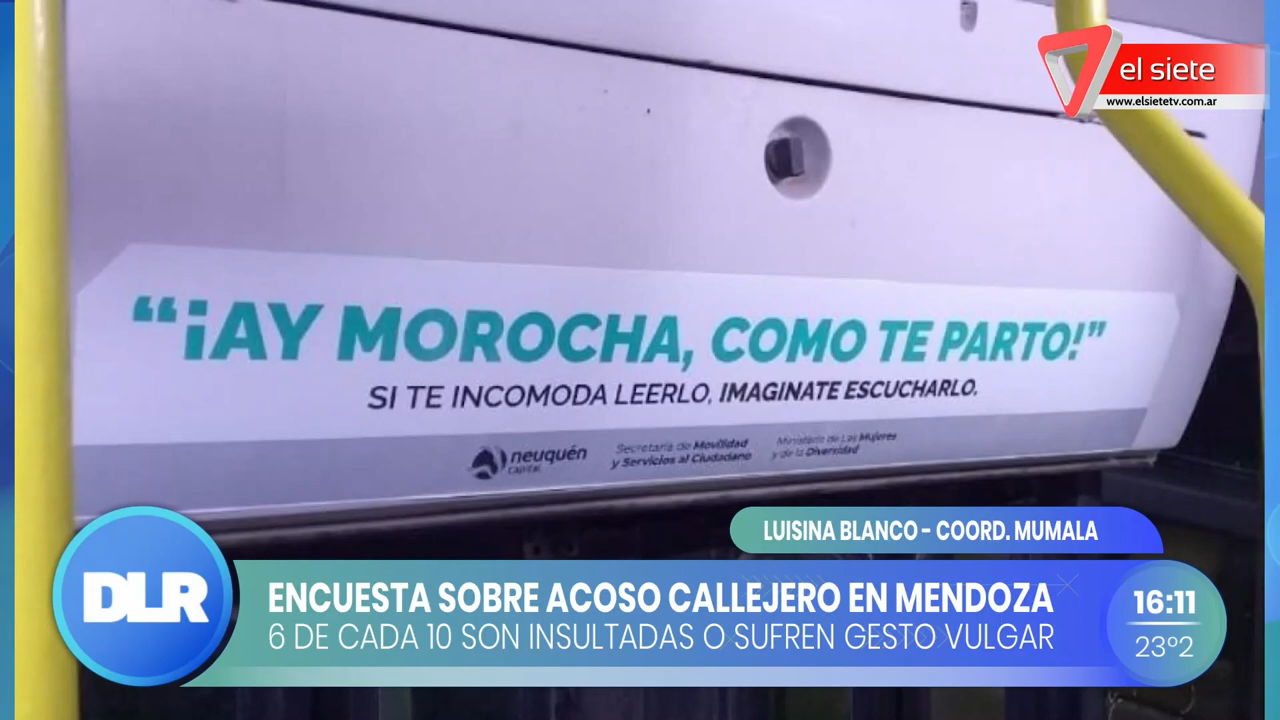 el siete
www.elsietetv.com.ar
“¡AY MOROCHA, COMO TE PARTO!”
SI TE INCOMODA LEERLO, IMAGINATE ESCUCHARLO.
neuquén
CAPITAL
Secretaría de Movilidad
y Servicios al Ciudadano
Ministerio de Las Mujeres
y de la Diversidad
LUISINA BLANCO - COORD. MUMALA
DLR
ENCUESTA SOBRE ACOSO CALLEJERO EN MENDOZA
6 DE CADA 10 SON INSULTADAS O SUFREN GESTO VULGAR
16:11
23º2